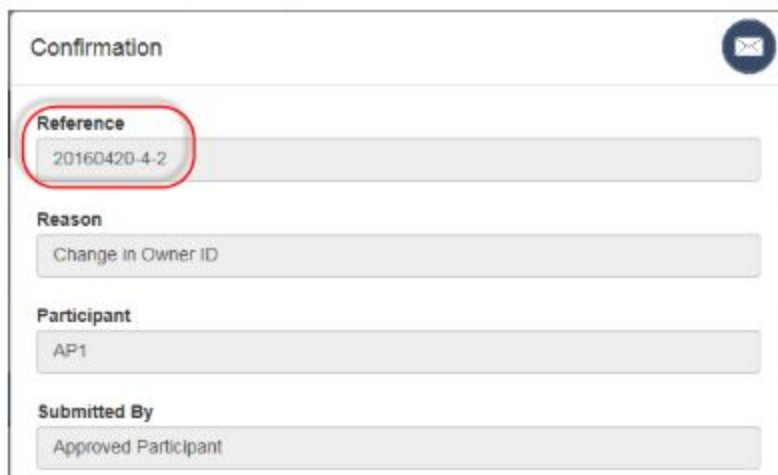 Confirmation
Reference
20160420-4-2
Reason
Change in Owner ID
Participant
AP1
Submitted By
Approved Participant